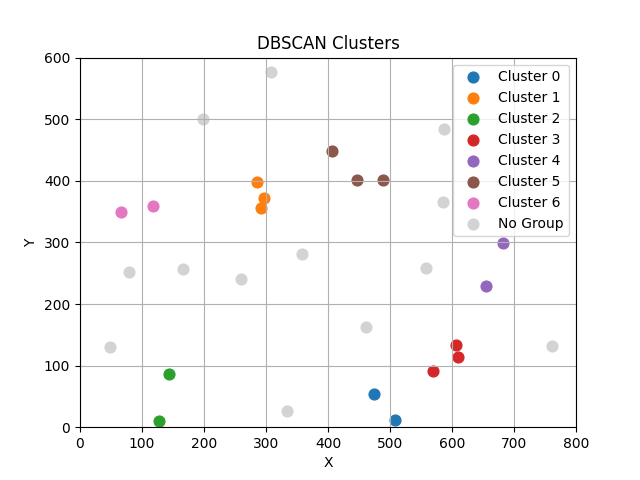 DBSCAN Clusters
600
500
400
300
200
100
0
Y
Cluster 0
Cluster 1
Cluster 2
Cluster 3
Cluster 4
Cluster 5
Cluster 6
No Group
0 100 200 300 400 500 600 700 800
X